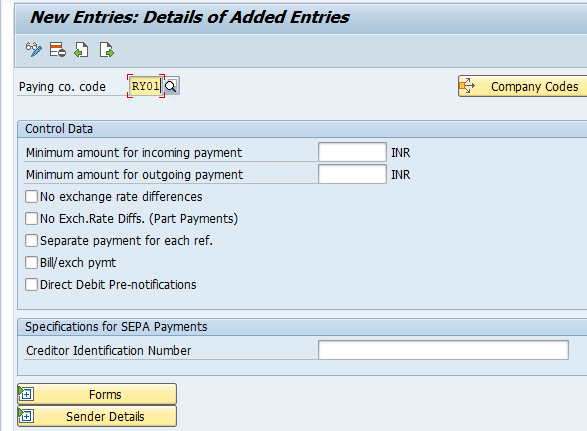 New Entries: Details of Added Entries
Paying co. code RY01 Company Codes
Control Data
Minimum amount for incoming payment INR
Minimum amount for outgoing payment INR
No exchange rate differences
No Exch.Rate Diffs. (Part Payments)
Separate payment for each ref.
Bill/exch pymt
Direct Debit Pre-notifications
Specifications for SEPA Payments
Creditor Identification Number
Forms
Sender Details